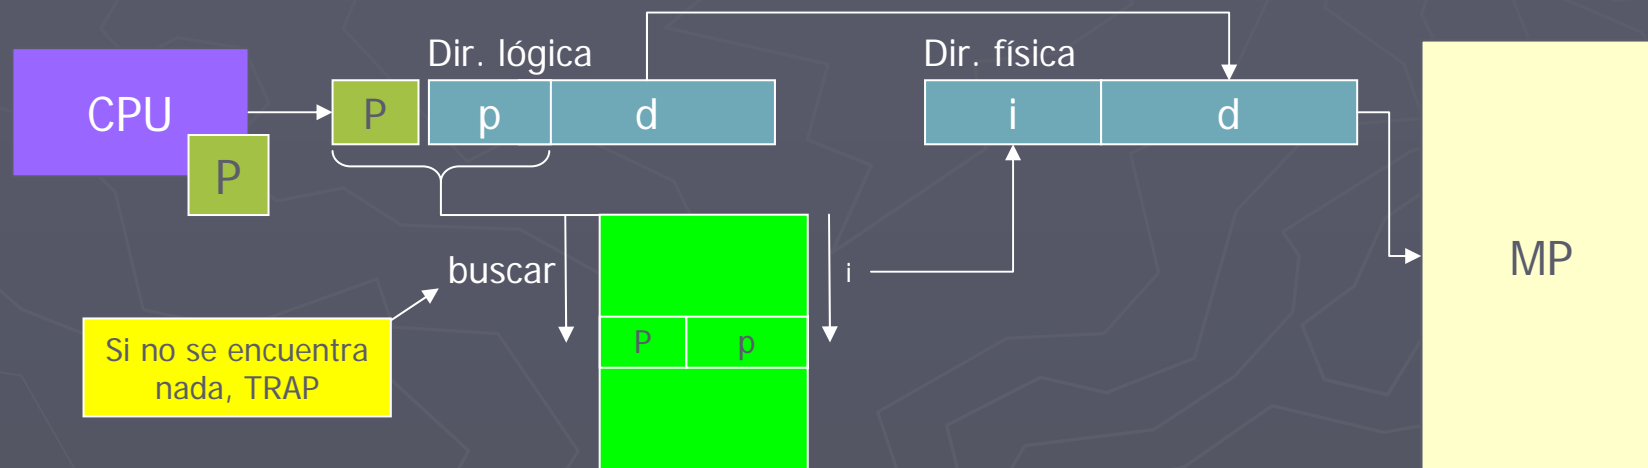 Dir. lógica
Dir. física
CPU
P
P
p
d
i
d
buscar
i
MP
P
p
Si no se encuentra
nada, TRAP